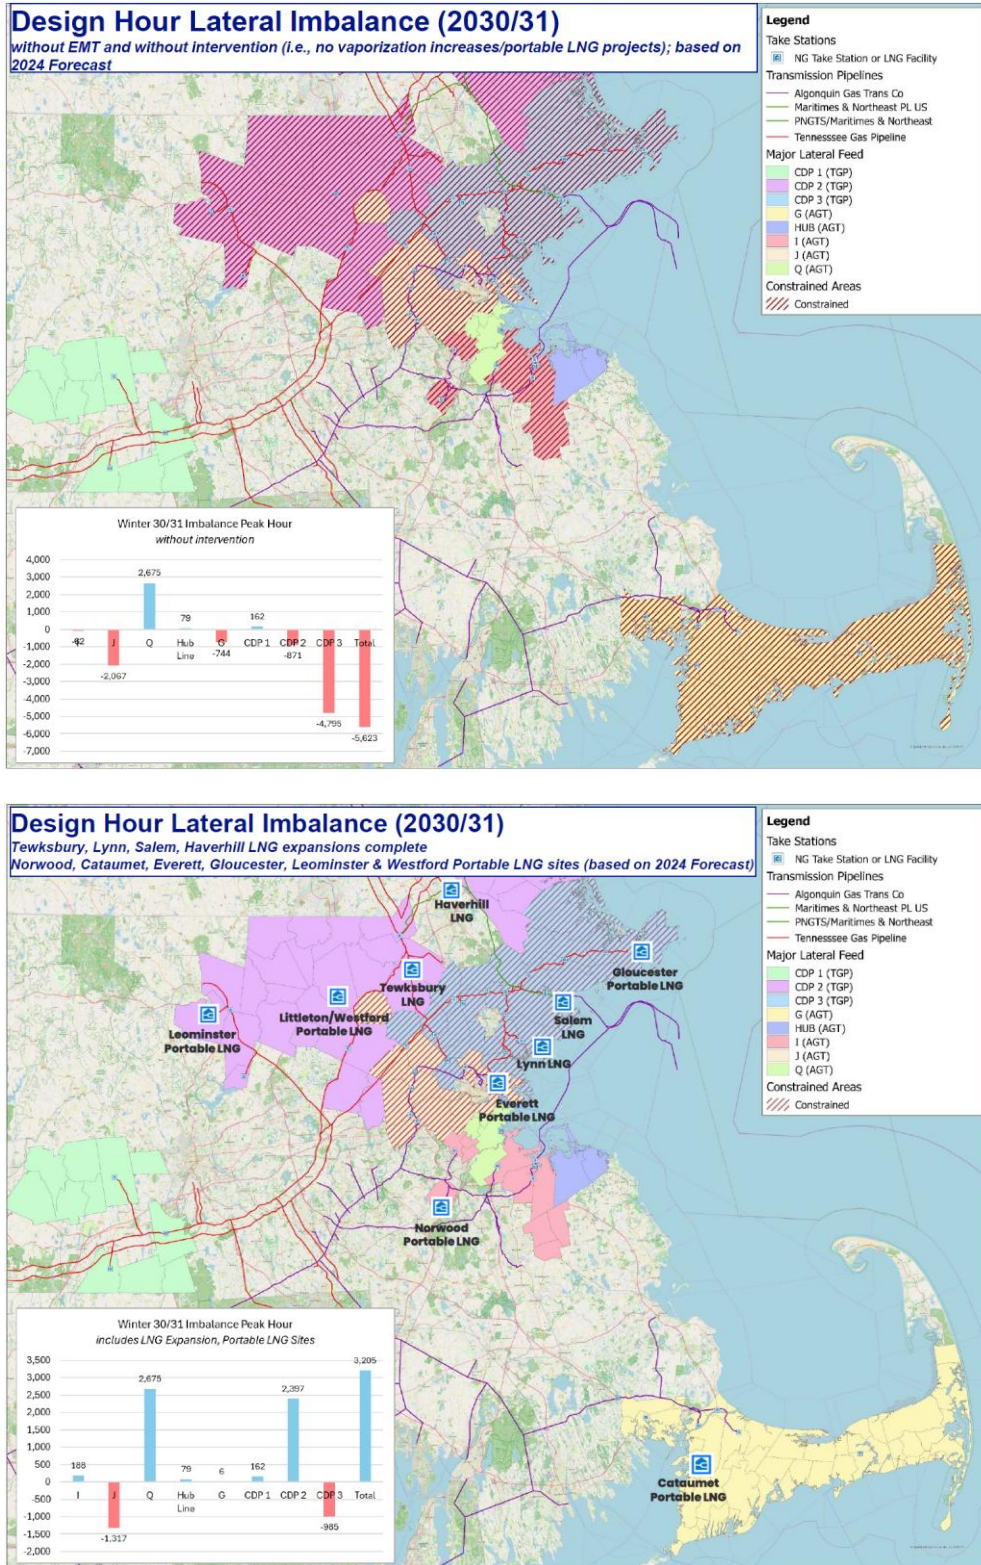 Design Hour Lateral Imbalance (2030/31)
without EMT and without intervention (i.e., no vaporization increases/portable LNG projects); based on
2024 Forecast
Legend
Take Stations
NG Take Station or LNG Facility
Transmission Pipelines
Algonquin Gas Trans Co
Maritimes & Northeast PL US
PNGTS/Maritimes & Northeast
Tennesssee Gas Pipeline
Major Lateral Feed
CDP 1 (TGP)
CDP 2 (TGP)
CDP 3 (TGP)
G (AGT)
HUB (AGT)
I (AGT)
J (AGT)
Q (AGT)
Constrained Areas
Constrained
Winter 30/31 Imbalance Peak Hour
without intervention
4,000
3,000
2,000
1,000
0
-1,000
-2,000
-3,000
-4,000
-5,000
-6,000
-7,000
2,675
79
162
-62
J
Q
Hub
Line
G
CDP 1
CDP 2
CDP 3
Total
-744
-871
-2,067
-4,795
-5,623
Design Hour Lateral Imbalance (2030/31)
Tewksbury, Lynn, Salem, Haverhill LNG expansions complete
Norwood, Cataumet, Everett, Gloucester, Leominster & Westford Portable LNG sites (based on 2024 Forecast)
Legend
Take Stations
NG Take Station or LNG Facility
Transmission Pipelines
Algonquin Gas Trans Co
Maritimes & Northeast PL US
PNGTS/Maritimes & Northeast
Tennesssee Gas Pipeline
Major Lateral Feed
CDP 1 (TGP)
CDP 2 (TGP)
CDP 3 (TGP)
G (AGT)
HUB (AGT)
I (AGT)
J (AGT)
Q (AGT)
Constrained Areas
Constrained
Haverhill
LNG
Gloucester
Portable LNG
Tewksbury
LNG
Littleton/Westford
Portable LNG
Leominster
Portable LNG
Salem
LNG
Lynn LNG
Everett
Portable LNG
Norwood
Portable LNG
Cataumet
Portable LNG
Winter 30/31 Imbalance Peak Hour
includes LNG Expansion, Portable LNG Sites
3,500
3,000
2,500
2,000
1,500
1,000
500
0
-500
-1,000
-1,500
-2,000
188
2,675
79
6
162
2,397
3,205
I
J
Q
Hub
Line
G
CDP 1
CDP 2
CDP 3
Total
-1,317
-985